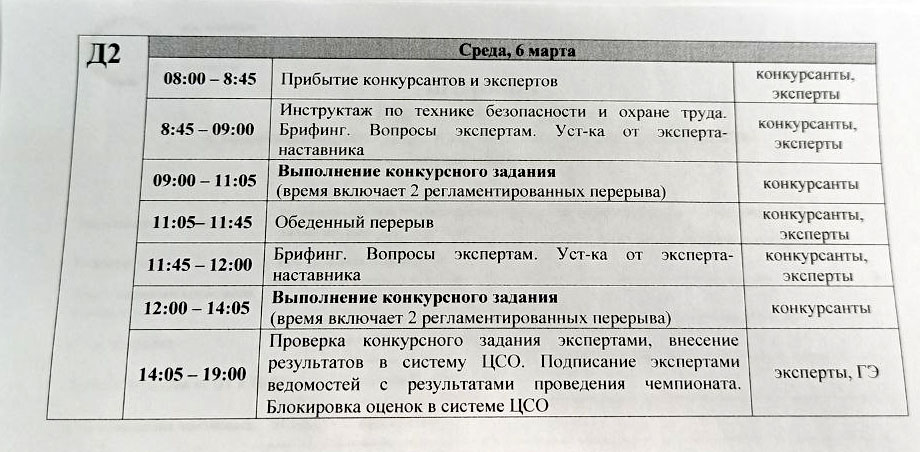 Д2
Среда, 6 марта
08:00 – 8:45
Прибытие конкурсантов и экспертов
конкурсанты,
эксперты
8:45 – 09:00
Инструктаж по технике безопасности и охране труда.
Брифинг. Вопросы экспертам. Уст-ка от эксперта-
наставника
конкурсанты,
эксперты
09:00 – 11:05
Выполнение конкурсного задания
(время включает 2 регламентированных перерыва)
конкурсанты
11:05– 11:45
Обеденный перерыв
конкурсанты,
эксперты
11:45 – 12:00
Брифинг. Вопросы экспертам. Уст-ка от эксперта-
наставника
конкурсанты,
эксперты
12:00 – 14:05
Выполнение конкурсного задания
(время включает 2 регламентированных перерыва)
конкурсанты
14:05 – 19:00
Проверка конкурсного задания экспертами, внесение
результатов в систему ЦСО. Подписание экспертами
ведомостей с результатами проведения чемпионата.
Блокировка оценок в системе ЦСО
эксперты, ГЭ